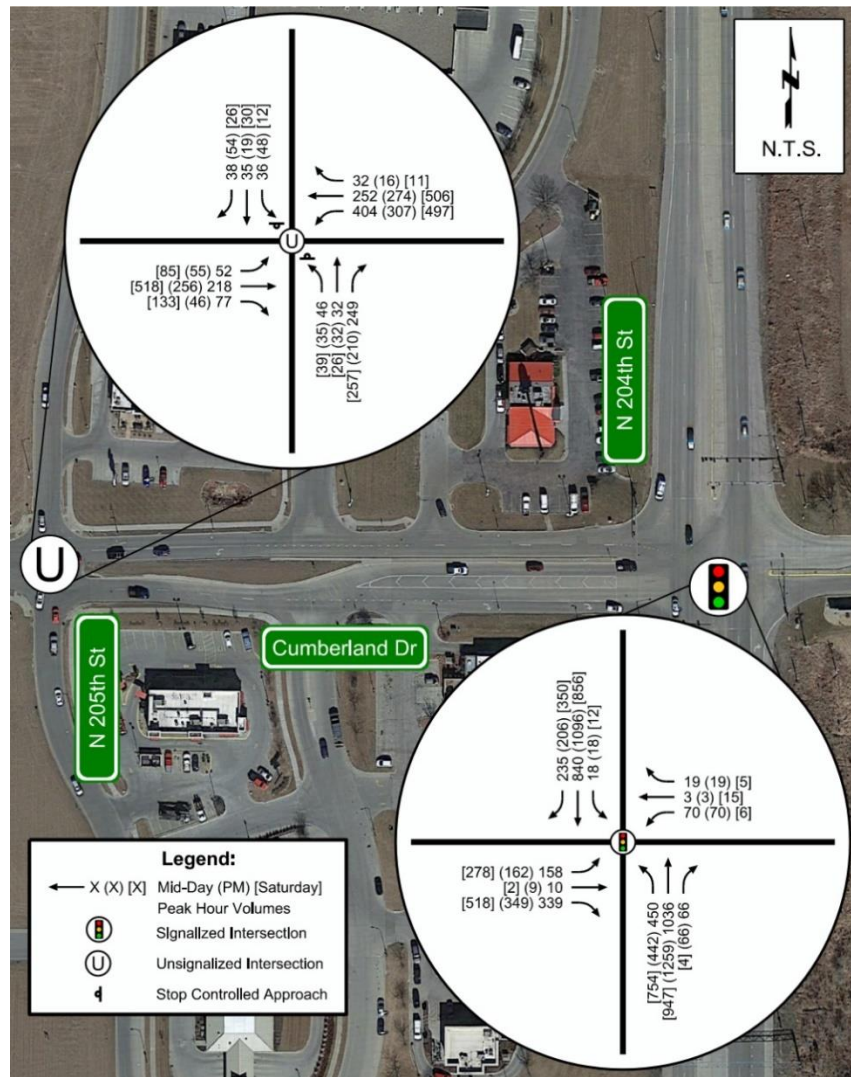 N.T.S.
38 (54) [26]
35 (19) [30]
36 (48) [12]
32 (16) [11]
252 (274) [506]
404 (307) [497]
U
[85] (55) 52
[518] (256) 218
[133] (46) 77
[39] (35) 46
[26] (32) 32
[257] (210) 249
N 204th St
U
N 205th St
Cumberland Dr
235 (206) [350]
840 (1096) [856]
18 (18) [12]
19 (19) [5]
3 (3) [15]
70 (70) [6]
[278] (162) 158
[2] (9) 10
[518] (349) 339
[754] (442) 450
[947] (1259) 1036
[4] (66) 66
Legend:
X (X) [X] Mid-Day (PM) [Saturday]
Peak Hour Volumes
SIgnalized Intersection
U Unsignalized Intersection
Stop Controlled Approach